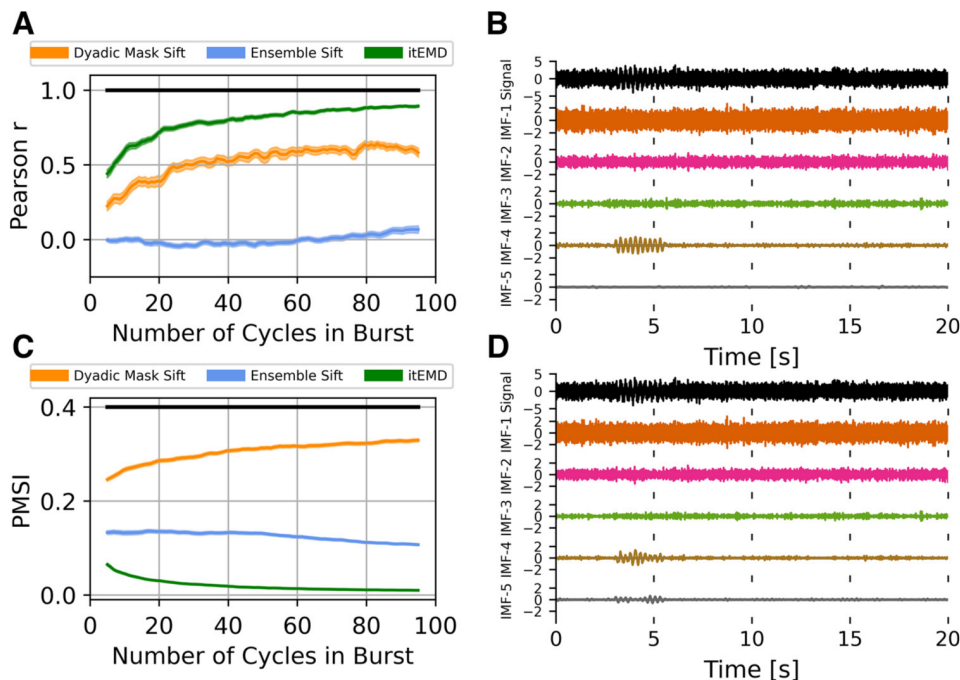 A
Dyadic Mask Sift Ensemble Sift itEMD
1.0
0.5
0.0
Pearson r
0 20 40 60 80 100
Number of Cycles in Burst
B
5
0
−5
2
0
−2
2
0
−2
2
0
−2
2
0
−2
2
0
−2
IMF-5 IMF-4 IMF-3 IMF-2 IMF-1 Signal
0 5 10 15 20
Time [s]
C
Dyadic Mask Sift Ensemble Sift itEMD
0.4
0.2
0.0
PMSI
0 20 40 60 80 100
Number of Cycles in Burst
D
5
0
−5
2
0
−2
2
0
−2
2
0
−2
2
0
−2
2
0
−2
IMF-5 IMF-4 IMF-3 IMF-2 IMF-1 Signal
0 5 10 15 20
Time [s]